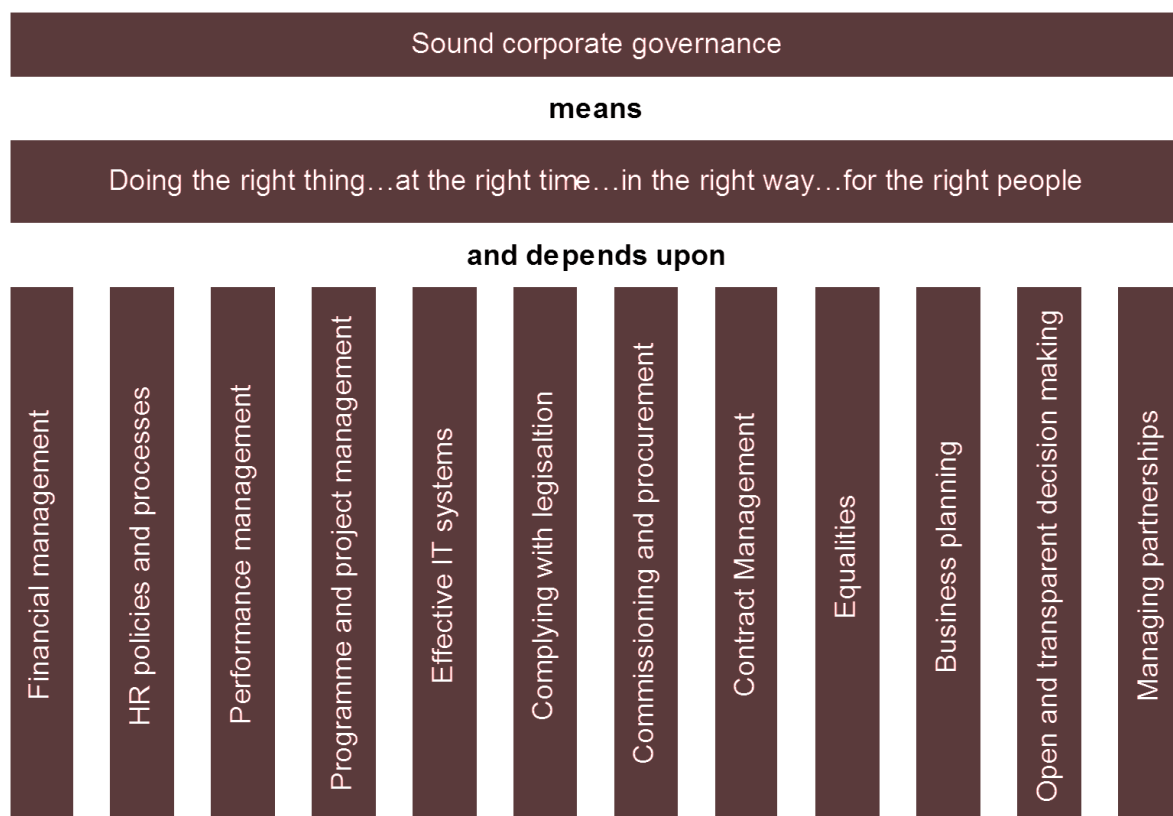 Sound corporate governance
means
Doing the right thing…at the right time…in the right way…for the right people
and depends upon
Financial management
HR policies and processes
Performance management
Programme and project management
Effective IT systems
Complying with legisaltion
Commissioning and procurement
Contract Management
Equalities
Business planning
Open and transparent decision making
Managing partnerships